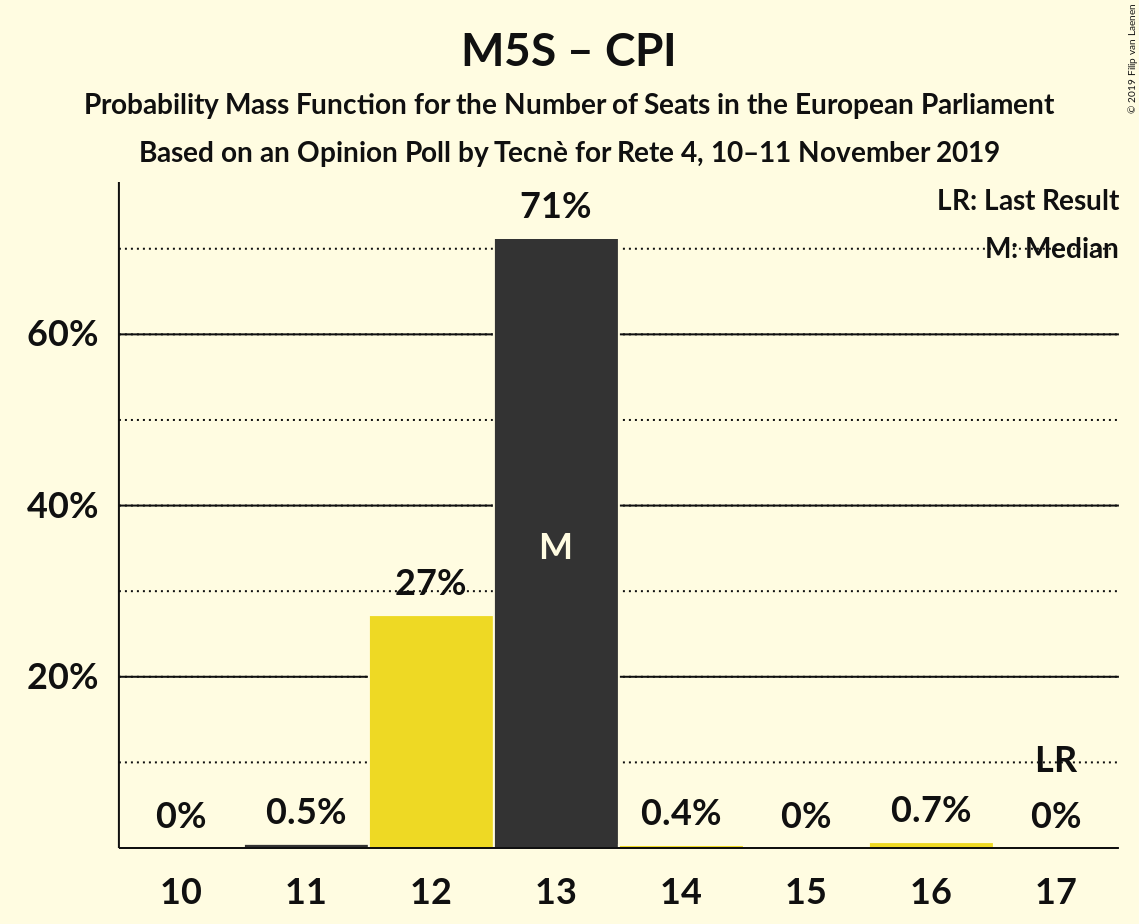 M5S – CPI
Probability Mass Function for the Number of Seats in the European Parliament
Based on an Opinion Poll by Tecnè for Rete 4, 10–11 November 2019
© 2019 Filip van Laenen
LR: Last Result
M: Median
71%
60%
40%
M
27%
20%
LR
0%
0.5%
0.4%
0%
0.7%
0%
10 11 12 13 14 15 16 17